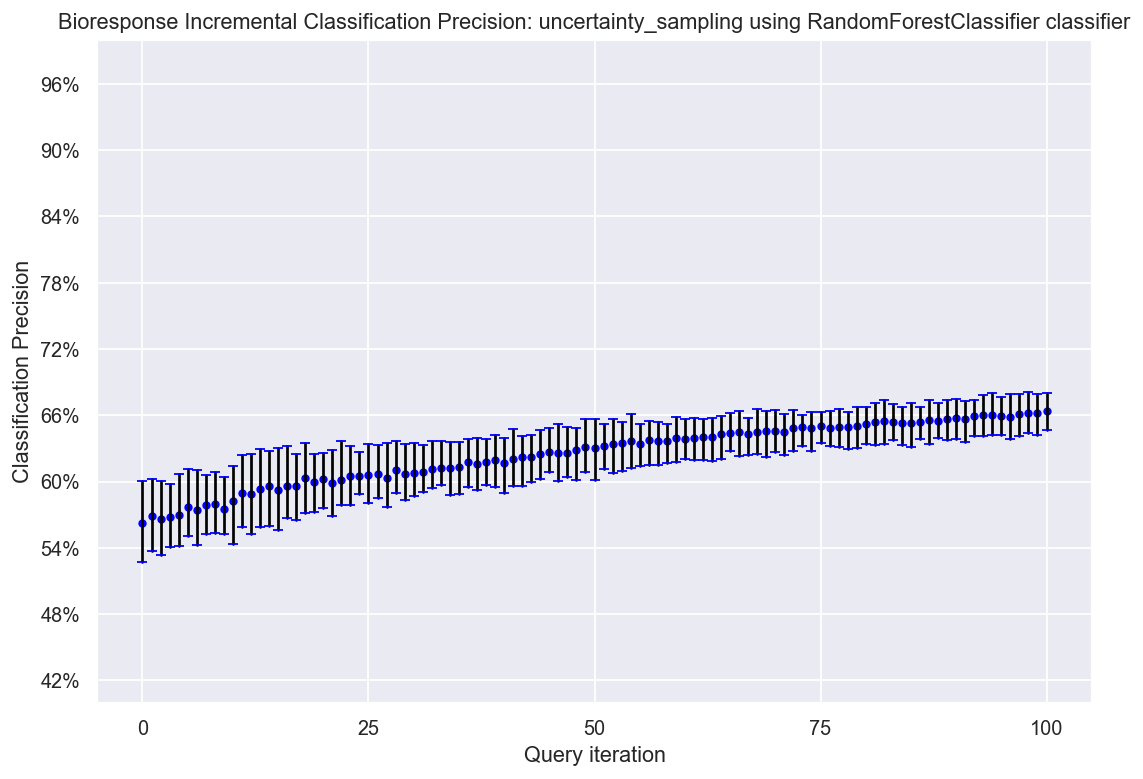 Bioresponse Incremental Classification Precision: uncertainty_sampling using RandomForestClassifier classifier
96%
90%
84%
78%
72%
66%
60%
54%
48%
42%
Classification Precision
0 25 50 75 100
Query iteration